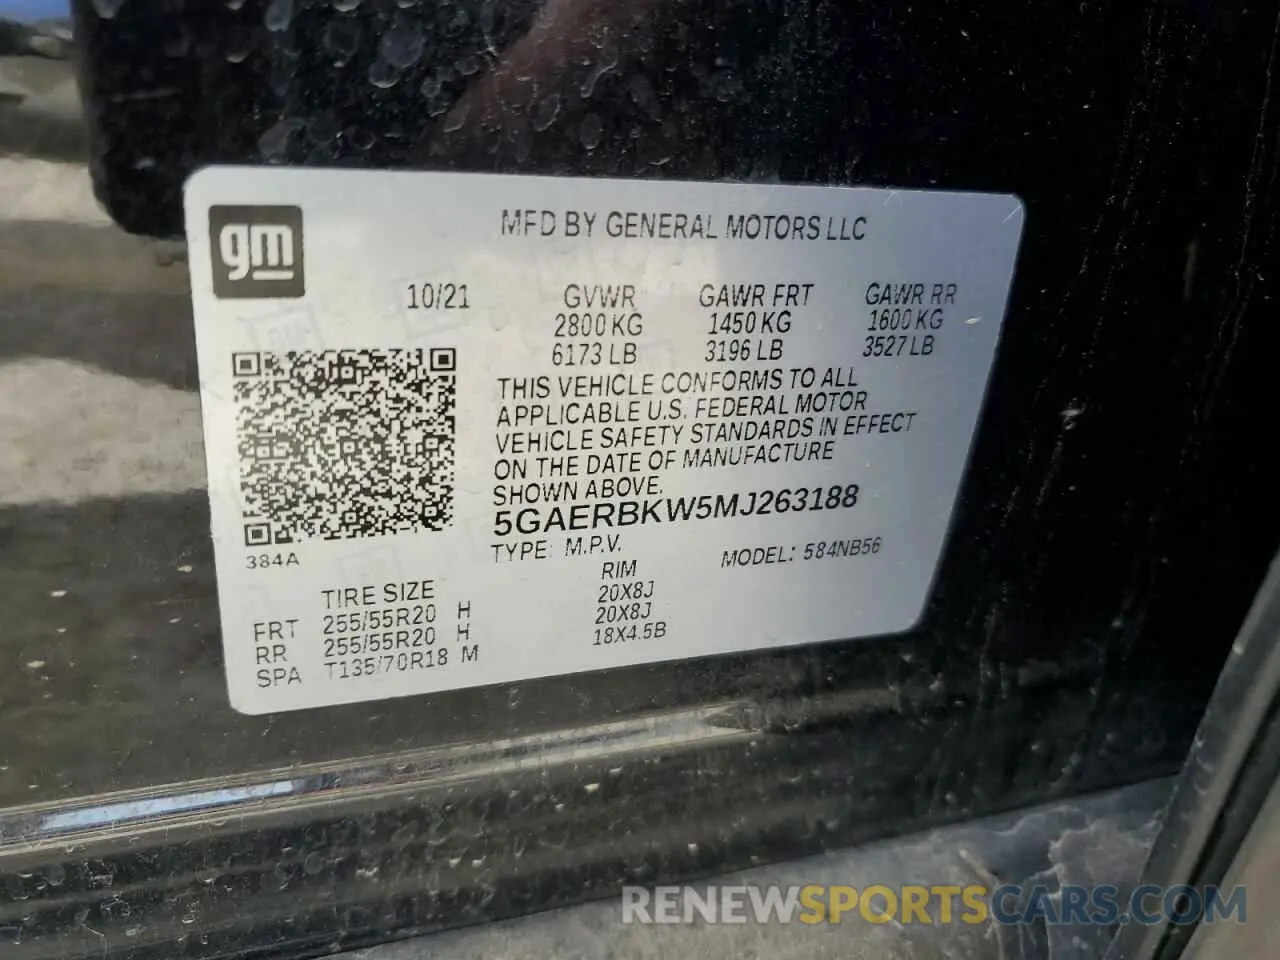 gm
MFD BY GENERAL MOTORS LLC
10/21 GVWR GAWR FRT GAWR RR
2800 KG 1450 KG 1600 KG
6173 LB 3196 LB 3527 LB
THIS VEHICLE CONFORMS TO ALL
APPLICABLE U.S. FEDERAL MOTOR
VEHICLE SAFETY STANDARDS IN EFFECT
ON THE DATE OF MANUFACTURE
SHOWN ABOVE.
5GAERBKW5MJ263188
384A TYPE: M.P.V. MODEL: 584NB56
TIRE SIZE RIM
FRT 255/55R20 H 20X8J
RR 255/55R20 H 20X8J
SPA T135/70R18 M 18X4.5B
RENEWSPORTSCARS.COM